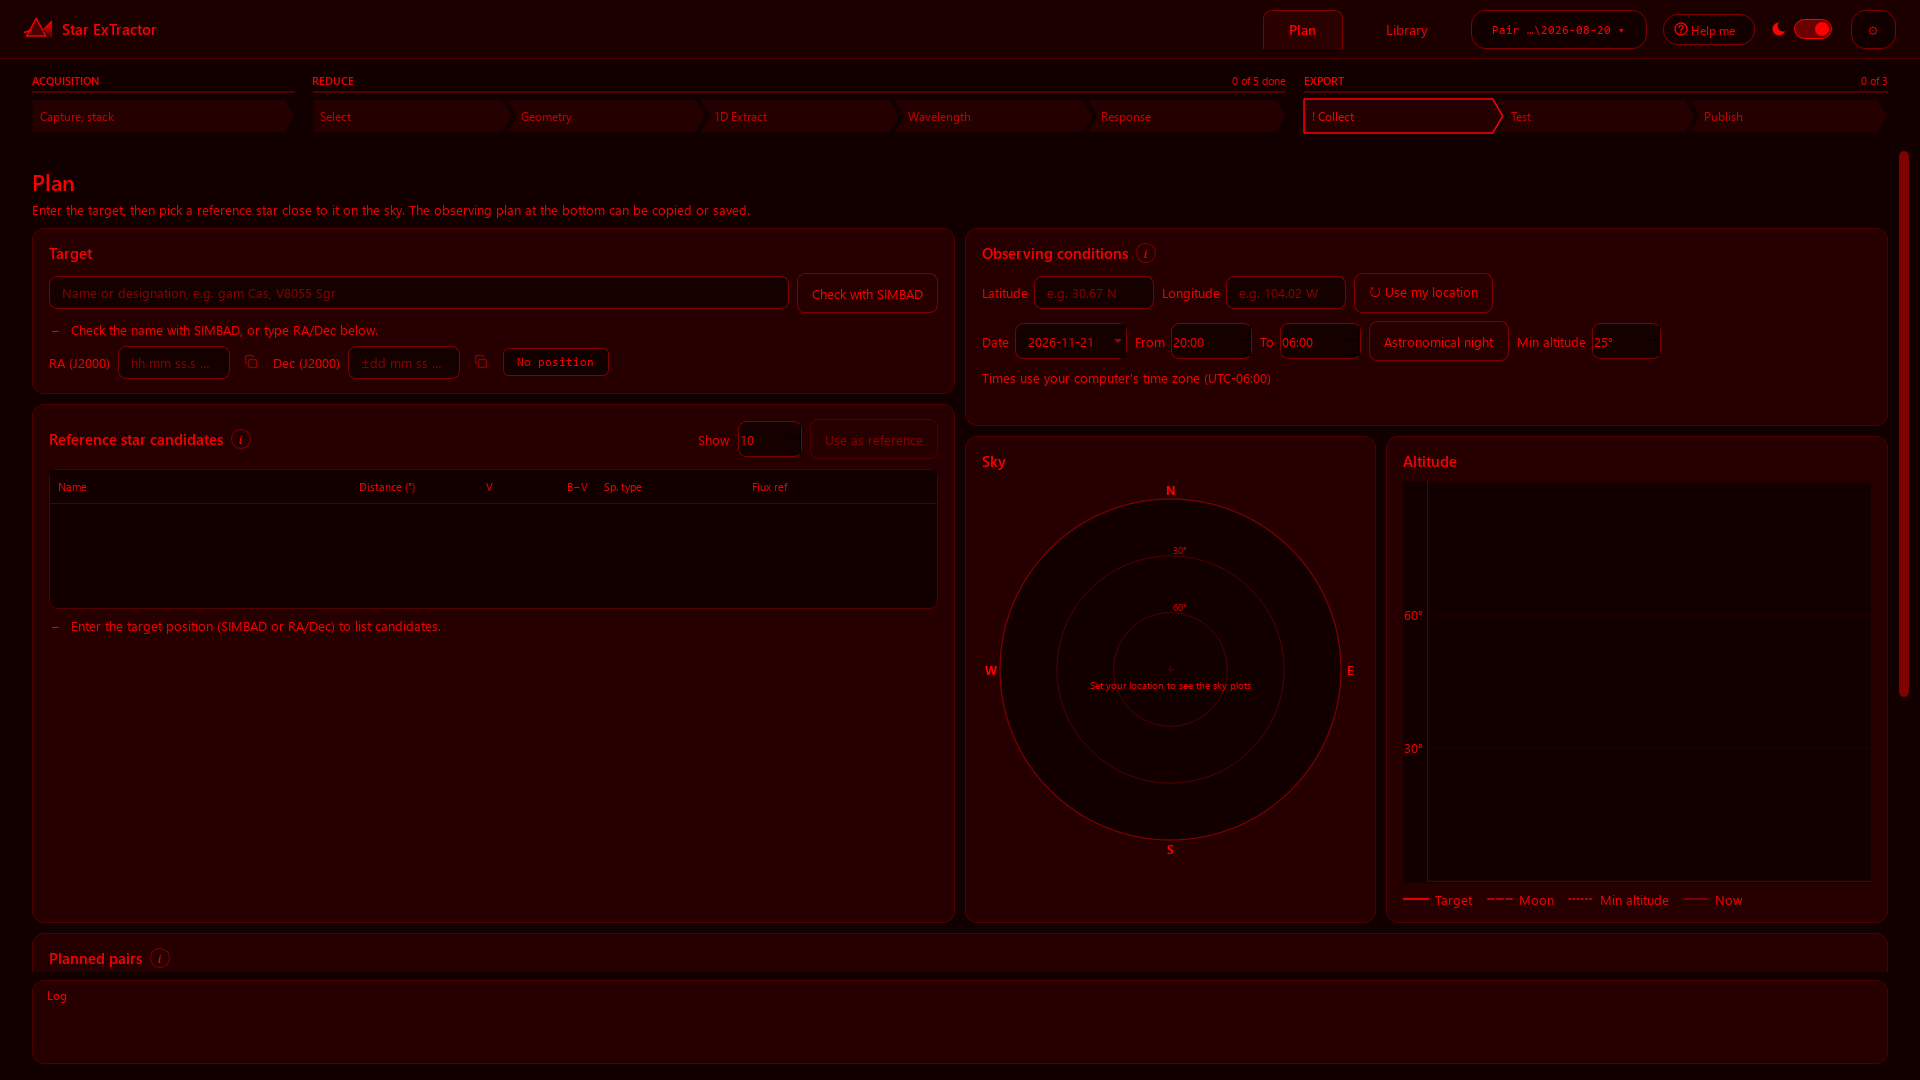 Star ExTractor
Plan
Library
Pair …\2026-08-20
Help me
ACQUISITION
REDUCE
0 of 5 done
EXPORT
0 of 3
Capture, stack
Select
Geometry
1D Extract
Wavelength
Response
! Collect
Test
Publish
Plan
Enter the target, then pick a reference star close to it on the sky. The observing plan at the bottom can be copied or saved.
Target
Name or designation, e.g. gam Cas, V8055 Sgr
Check with SIMBAD
– Check the name with SIMBAD, or type RA/Dec below.
RA (J2000) hh mm ss.s ... Dec (J2000) ±dd mm ss ... No position
Observing conditions i
Latitude e.g. 30.67 N Longitude e.g. 104.02 W Use my location
Date 2026-11-21 From 20:00 To 06:00 Astronomical night Min altitude 25°
Times use your computer's time zone (UTC-06:00)
Reference star candidates i
Show 10 Use as reference
Name Distance (°) V B−V Sp. type Flux ref
– Enter the target position (SIMBAD or RA/Dec) to list candidates.
Sky
N
30°
60°
W
E
Set your location to see the sky plots
S
Altitude
60°
30°
Target Moon Min altitude Now
Planned pairs i
Log